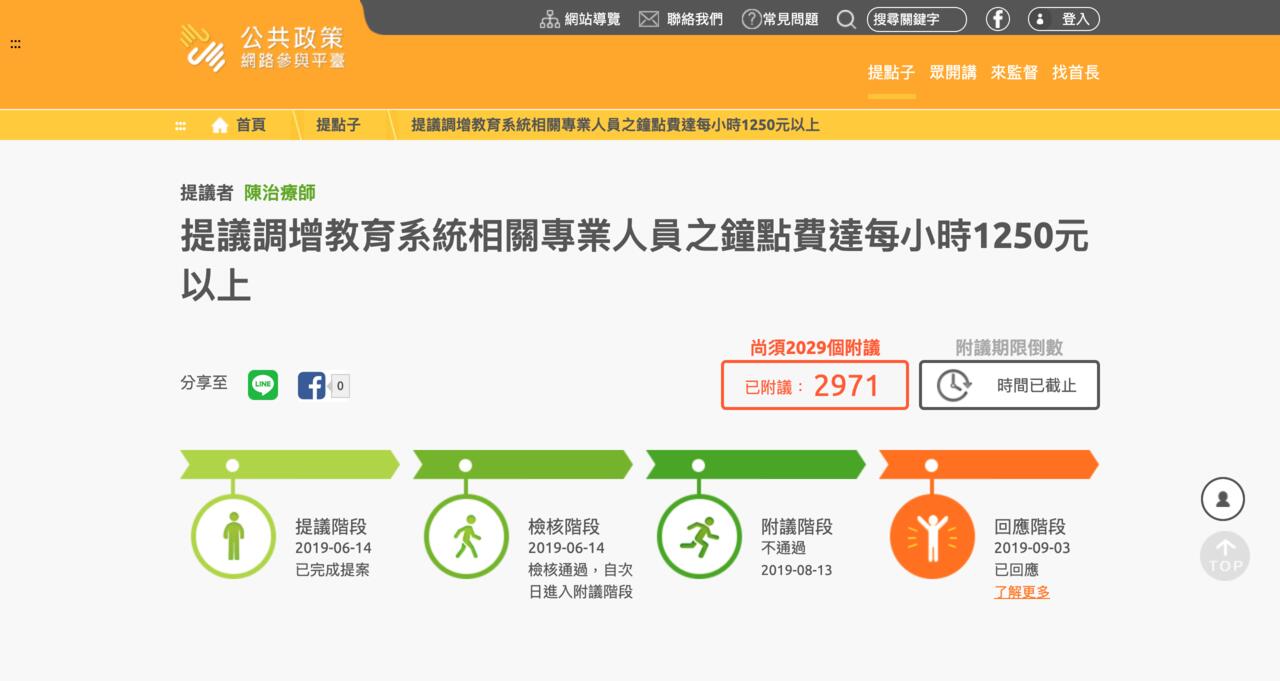 網站導覽 聯絡我們 常見問題 搜尋關鍵字 登入
公共政策
網路參與平臺
提點子 眾開講 來監督 找首長
首頁 提點子 提議調增教育系統相關專業人員之鐘點費達每小時1250元以上
提議者 陳治療師
提議調增教育系統相關專業人員之鐘點費達每小時1250元
以上
尚須2029個附議 附議期限倒數
分享至 LINE 0 已附議： 2971 時間已截止
提議階段
2019-06-14
已完成提案
檢核階段
2019-06-14
檢核通過，自次
日進入附議階段
附議階段
不通過
2019-08-13
回應階段
2019-09-03
已回應
了解更多
TOP